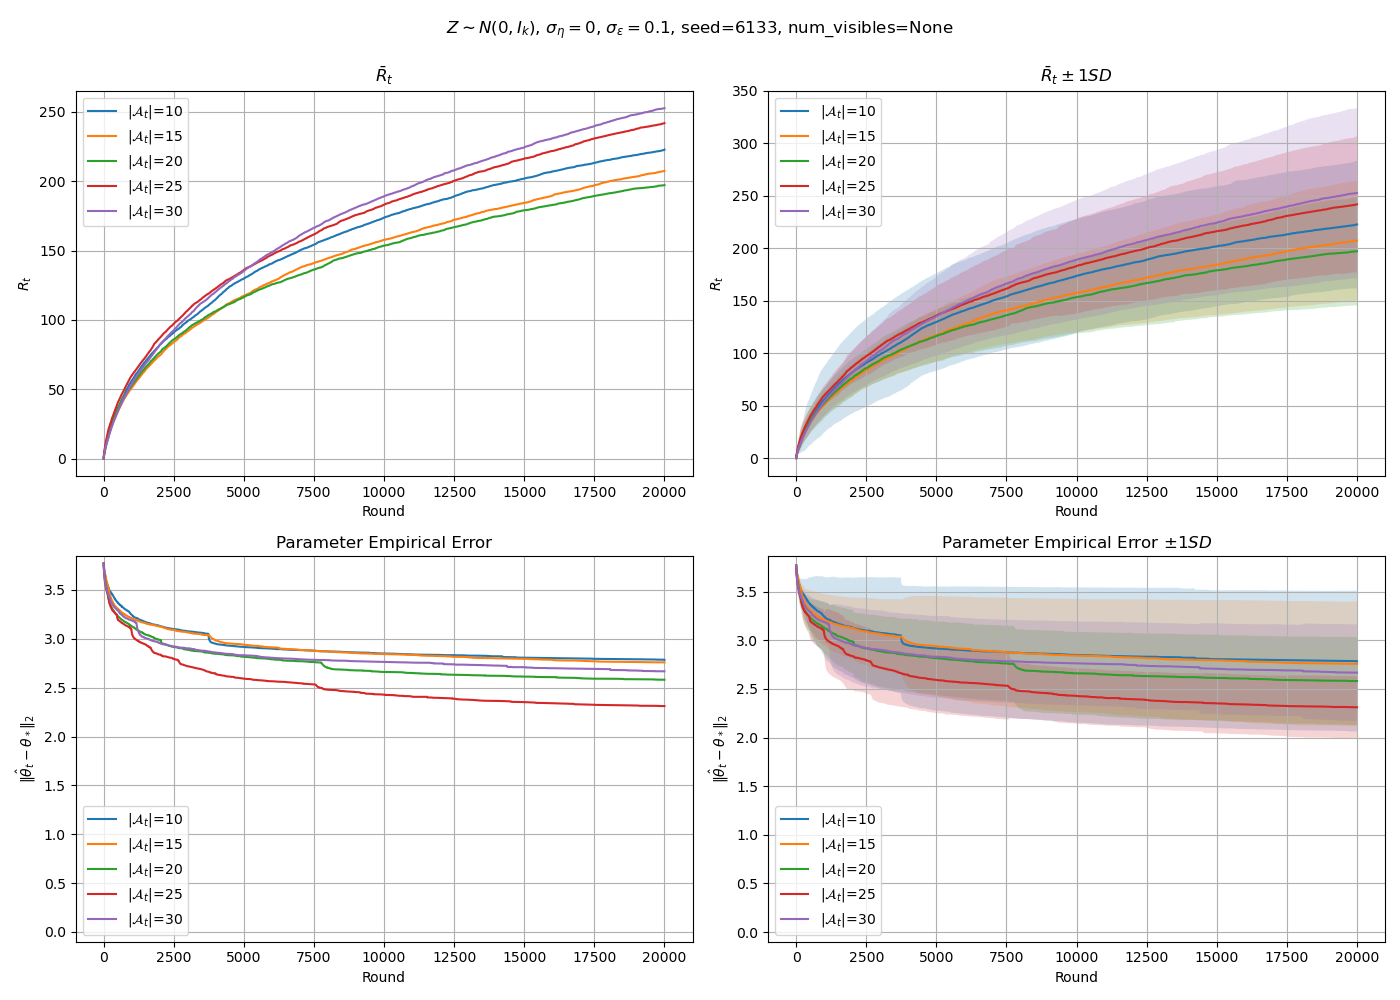 Z ∼ N(0, I_k), σ_η = 0, σ_ε = 0.1, seed=6133, num_visibles=None
R̄_t
250
200
150
100
50
0
R_t
|𝒜_t|=10
|𝒜_t|=15
|𝒜_t|=20
|𝒜_t|=25
|𝒜_t|=30
0 2500 5000 7500 10000 12500 15000 17500 20000
Round
R̄_t ± 1SD
350
300
250
200
150
100
50
0
R_t
|𝒜_t|=10
|𝒜_t|=15
|𝒜_t|=20
|𝒜_t|=25
|𝒜_t|=30
0 2500 5000 7500 10000 12500 15000 17500 20000
Round
Parameter Empirical Error
3.5
3.0
2.5
2.0
1.5
1.0
0.5
0.0
‖θ̂_t − θ_*‖_2
|𝒜_t|=10
|𝒜_t|=15
|𝒜_t|=20
|𝒜_t|=25
|𝒜_t|=30
0 2500 5000 7500 10000 12500 15000 17500 20000
Round
Parameter Empirical Error ±1SD
3.5
3.0
2.5
2.0
1.5
1.0
0.5
0.0
‖θ̂_t − θ_*‖_2
|𝒜_t|=10
|𝒜_t|=15
|𝒜_t|=20
|𝒜_t|=25
|𝒜_t|=30
0 2500 5000 7500 10000 12500 15000 17500 20000
Round